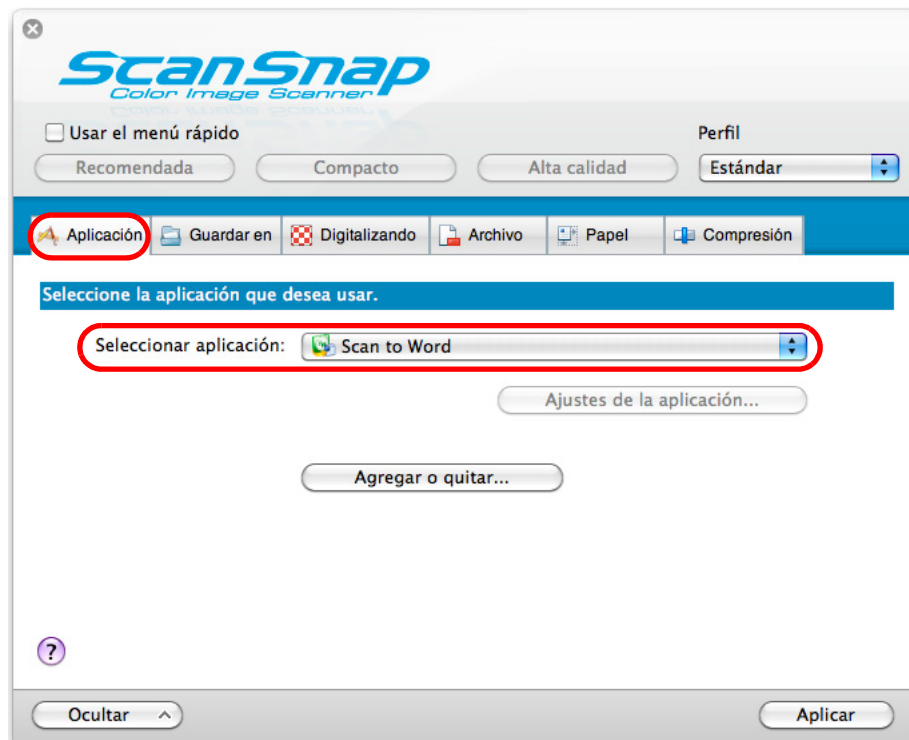 ScanSnap
Color Image Scanner
Usar el menú rápido
Perfil
Recomendada Compacto Alta calidad Estándar
Aplicación Guardar en Digitalizando Archivo Papel Compresión
Seleccione la aplicación que desea usar.
Seleccionar aplicación: Scan to Word
Ajustes de la aplicación...
Agregar o quitar...
?
Ocultar Aplicar